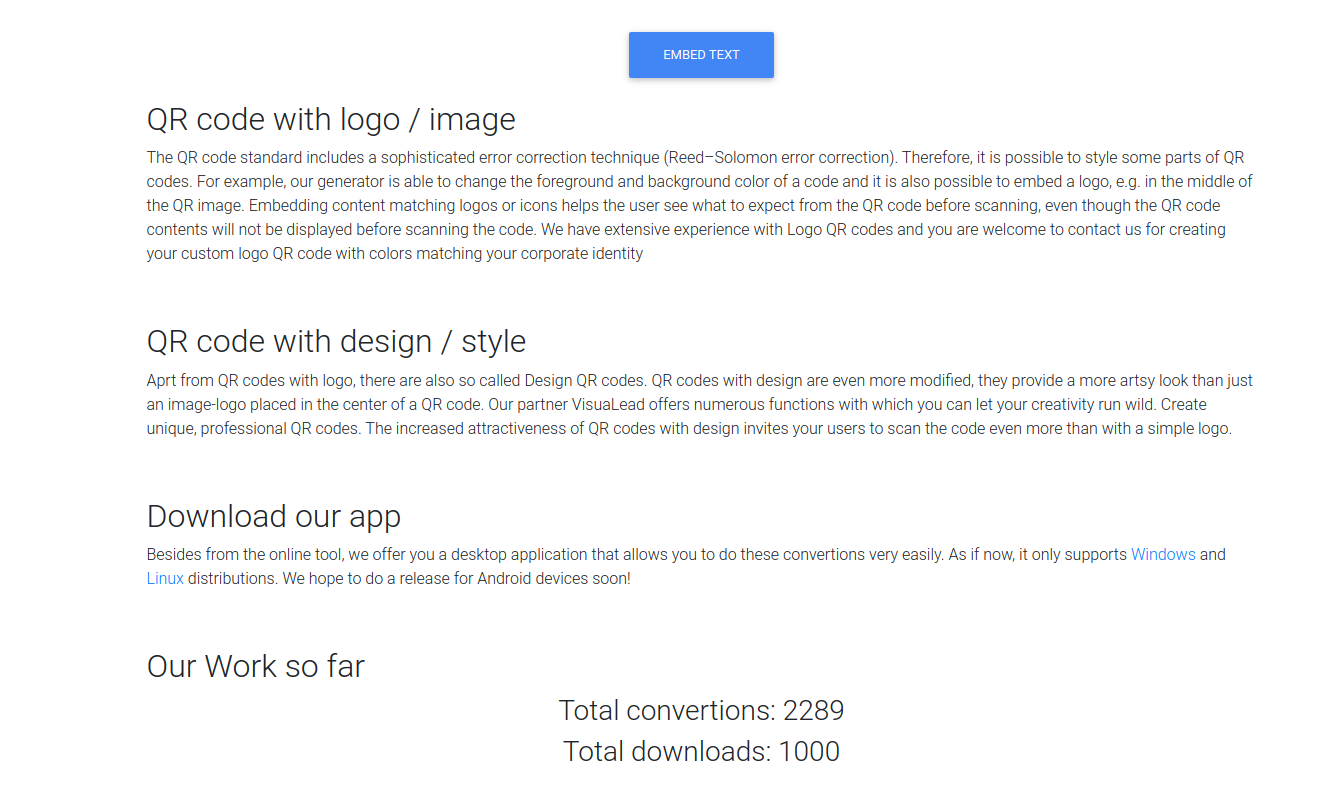 EMBED TEXT
QR code with logo / image
The QR code standard includes a sophisticated error correction technique (Reed–Solomon error correction). Therefore, it is possible to style some parts of QR
codes. For example, our generator is able to change the foreground and background color of a code and it is also possible to embed a logo, e.g. in the middle of
the QR image. Embedding content matching logos or icons helps the user see what to expect from the QR code before scanning, even though the QR code
contents will not be displayed before scanning the code. We have extensive experience with Logo QR codes and you are welcome to contact us for creating
your custom logo QR code with colors matching your corporate identity
QR code with design / style
Aprt from QR codes with logo, there are also so called Design QR codes. QR codes with design are even more modified, they provide a more artsy look than just
an image-logo placed in the center of a QR code. Our partner VisuaLead offers numerous functions with which you can let your creativity run wild. Create
unique, professional QR codes. The increased attractiveness of QR codes with design invites your users to scan the code even more than with a simple logo.
Download our app
Besides from the online tool, we offer you a desktop application that allows you to do these convertions very easily. As if now, it only supports Windows and
Linux distributions. We hope to do a release for Android devices soon!
Our Work so far
Total convertions: 2289
Total downloads: 1000